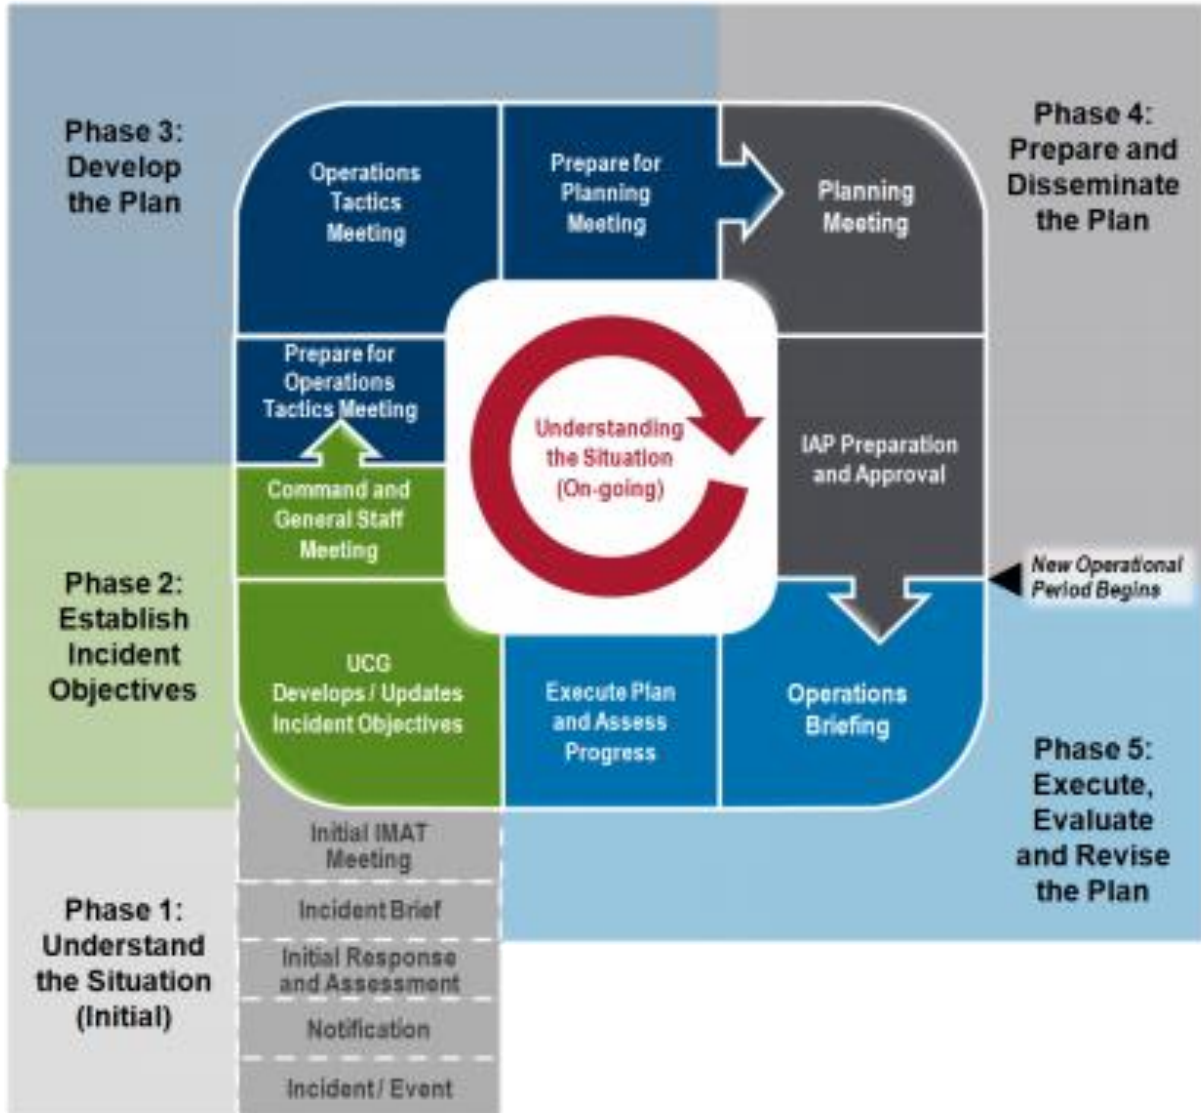 Phase 3:
Develop
the Plan
Operations
Tactics
Meeting
Prepare for
Planning
Meeting
Planning
Meeting
Phase 4:
Prepare and
Disseminate
the Plan
Prepare for
Operations
Tactics Meeting
Understanding
the Situation
(On-going)
IAP Preparation
and Approval
Command and
General Staff
Meeting
New Operational
Period Begins
Phase 2:
Establish
Incident
Objectives
UCG
Develops / Updates
Incident Objectives
Execute Plan
and Assess
Progress
Operations
Briefing
Phase 5:
Execute,
Evaluate
and Revise
the Plan
Phase 1:
Understand
the Situation
(Initial)
Initial IMAT
Meeting
Incident Brief
Initial Response
and Assessment
Notification
Incident / Event